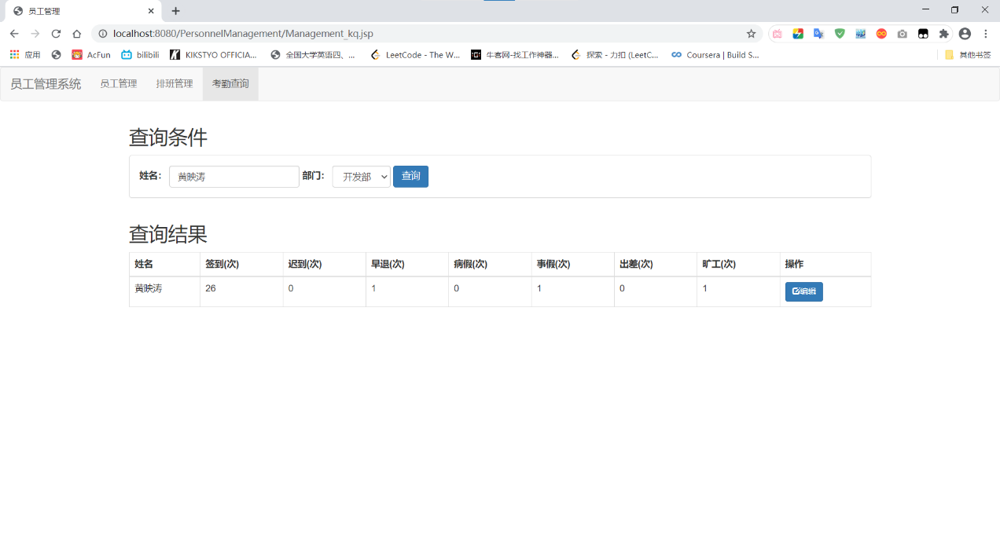 员工管理
localhost:8080/PersonnelManagement/Management_kq.jsp
应用 AcFun bilibili KIKSTYO OFFICIA... 全国大学英语四、... LeetCode - The W... 牛客网-找工作神器... 探索 - 力扣 (LeetC... Coursera | Build S... 其他书签
员工管理系统 员工管理 排班管理 考勤查询
查询条件
姓名: 黄映涛 部门: 开发部 查询
查询结果
姓名 签到(次) 迟到(次) 早退(次) 病假(次) 事假(次) 出差(次) 旷工(次) 操作
黄映涛 26 0 1 0 1 0 1 编辑